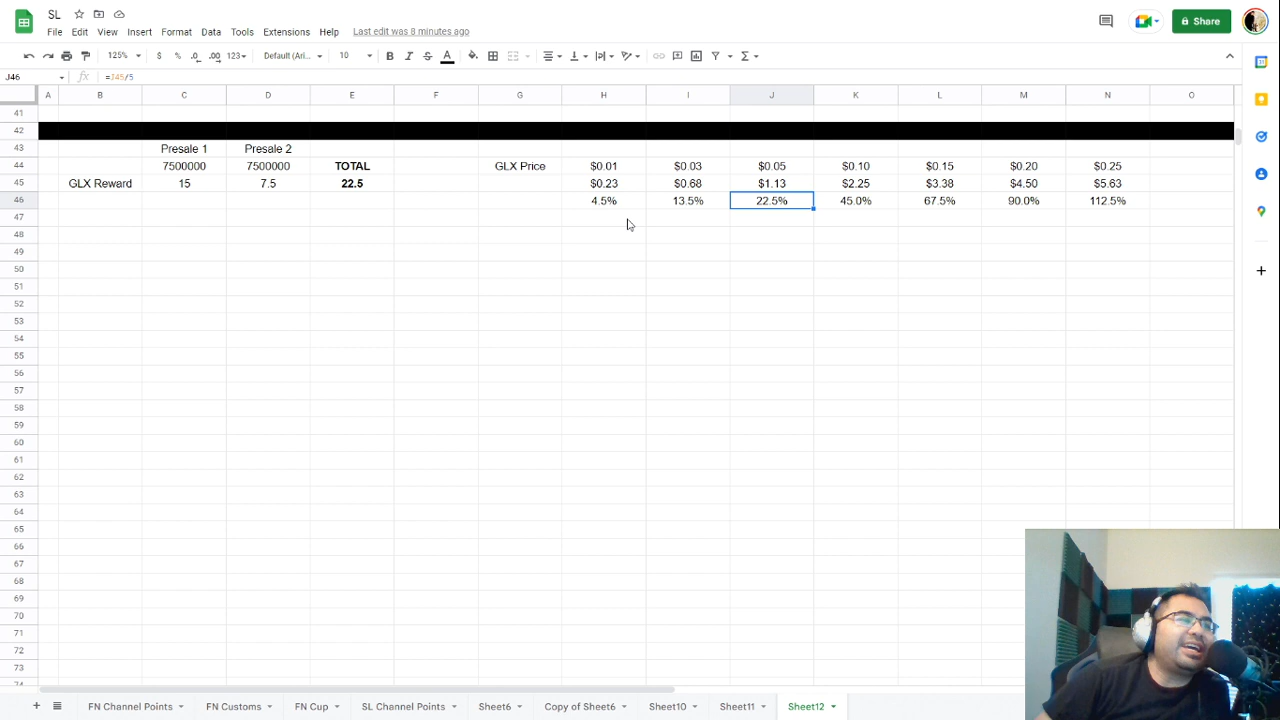 SL
File Edit View Insert Format Data Tools Extensions Help Last edit was 8 minutes ago
Share
125% $ % .0 .00 123 Default (Ari... 10 B I S A
J46 fx =J45/5
A B C D E F G H I J K L M N O
41
42
43 Presale 1 Presale 2
44 7500000 7500000 TOTAL GLX Price $0.01 $0.03 $0.05 $0.10 $0.15 $0.20 $0.25
45 GLX Reward 15 7.5 22.5 $0.23 $0.68 $1.13 $2.25 $3.38 $4.50 $5.63
46 4.5% 13.5% 22.5% 45.0% 67.5% 90.0% 112.5%
47
48
49
50
51
52
53
54
55
56
57
58
59
60
61
62
63
64
65
66
67
68
69
70
71
72
73
74
FN Channel Points FN Customs FN Cup SL Channel Points Sheet6 Copy of Sheet6 Sheet10 Sheet11 Sheet12